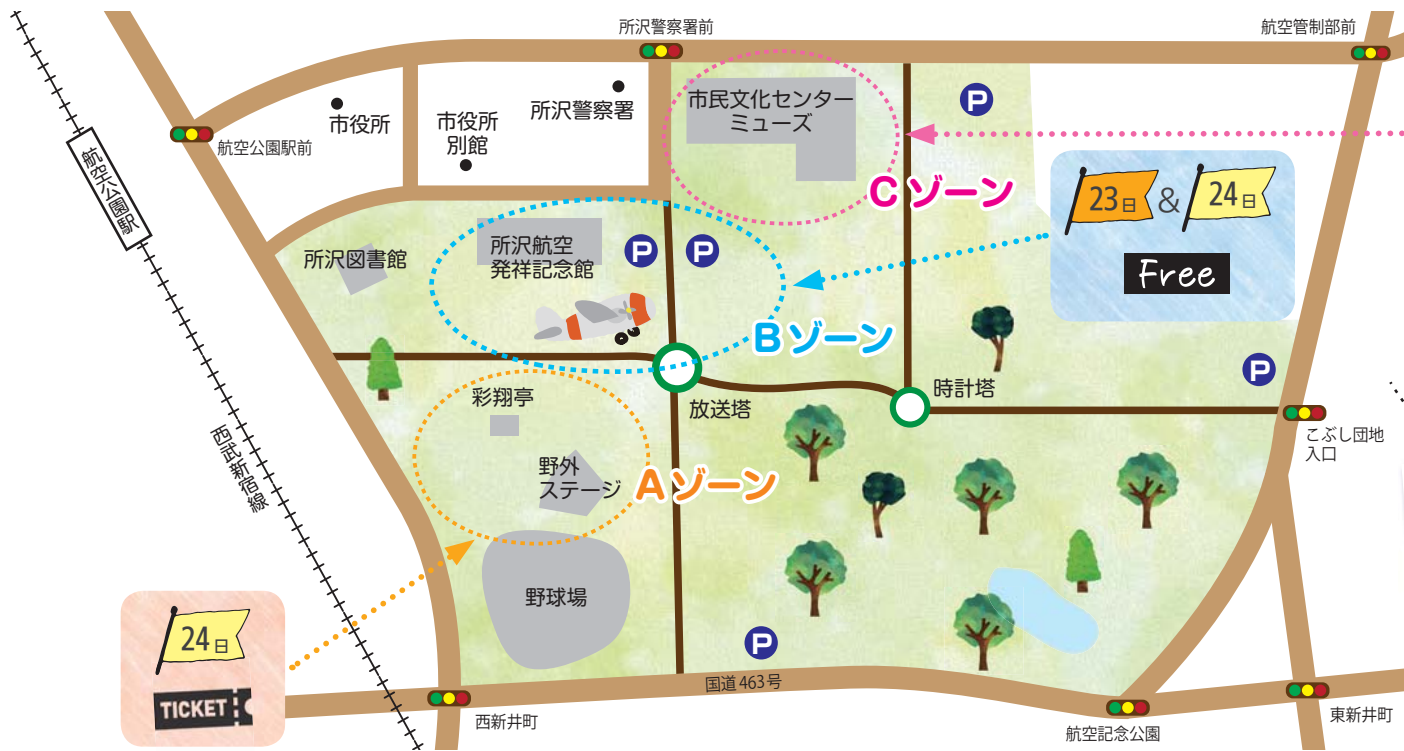 所沢警察署前
航空管制部前
市役所
市役所
別館
所沢警察署
市民文化センター
ミューズ
P
航空公園駅前
航空公園駅
Cゾーン
23日 & 24日
Free
所沢図書館
所沢航空
発祥記念館
P
P
Bゾーン
P
彩翔亭
放送塔
時計塔
こぶし団地
入口
西武新宿線
野外
ステージ
Aゾーン
野球場
24日
TICKET
P
国道463号
西新井町
航空記念公園
東新井町